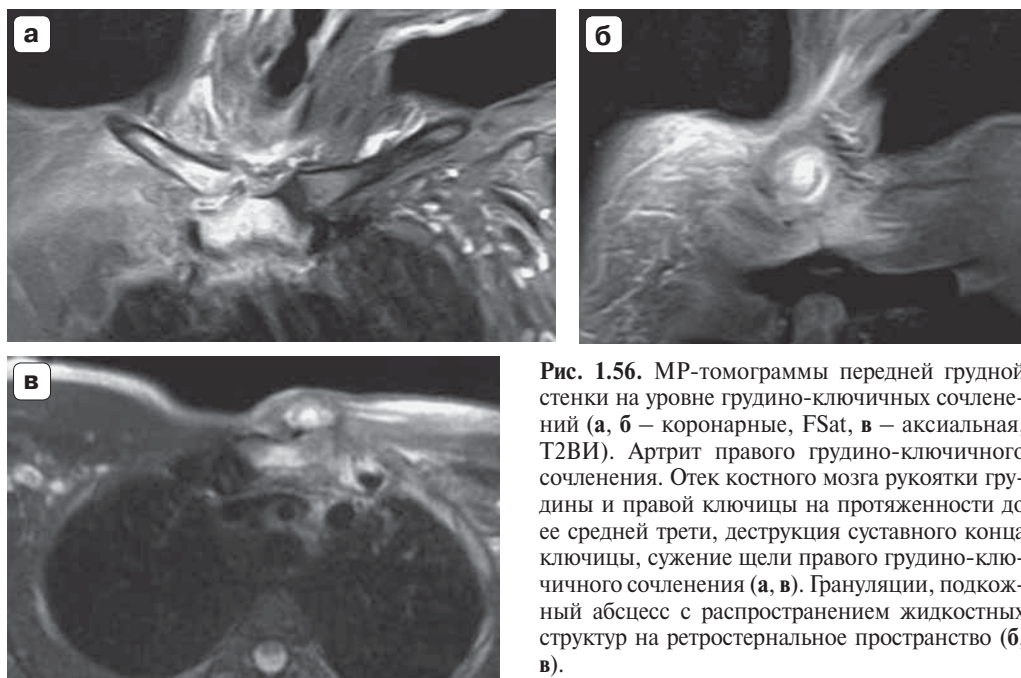 а
б
в
Рис. 1.56. МР-томограммы передней грудной
стенки на уровне грудино-ключичных сочлене-
ний (а, б – коронарные, FSat, в – аксиальная,
Т2ВИ). Артрит правого грудино-ключичного
сочленения. Отек костного мозга рукоятки гру-
дины и правой ключицы на протяженности до
ее средней трети, деструкция суставного конца
ключицы, сужение щели правого грудино-клю-
чичного сочленения (а, в). Грануляции, подкож-
ный абсцесс с распространением жидкостных
структур на ретростернальное пространство (б,
в).